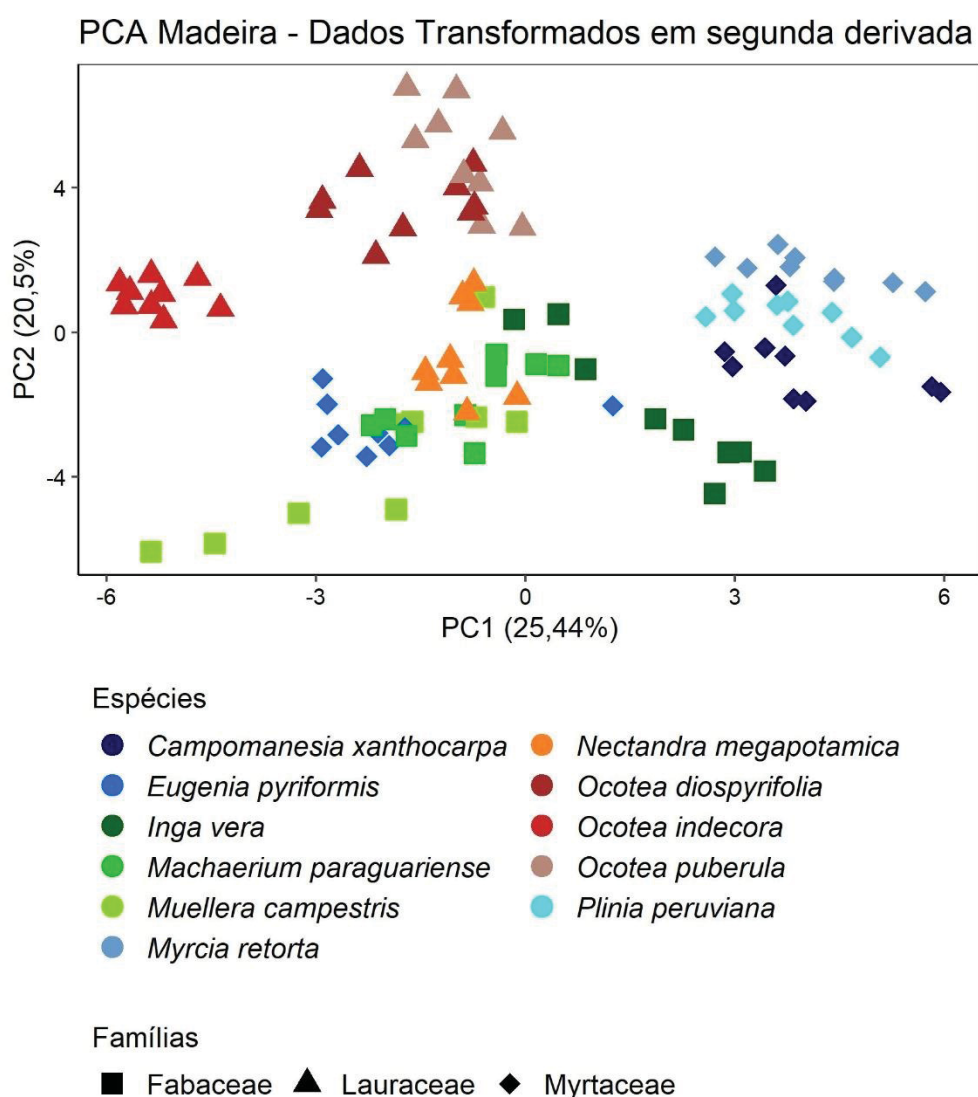 PCA Madeira - Dados Transformados em segunda derivada
PC2 (20,5%)
4
0
-4
-6
-3
0
3
6
PC1 (25,44%)
Espécies
Campomanesia xanthocarpa
Eugenia pyriformis
Inga vera
Machaerium paraguariense
Muellera campestris
Myrcia retorta
Nectandra megapotamica
Ocotea diospyrifolia
Ocotea indecora
Ocotea puberula
Plinia peruviana
Famílias
Fabaceae
Lauraceae
Myrtaceae